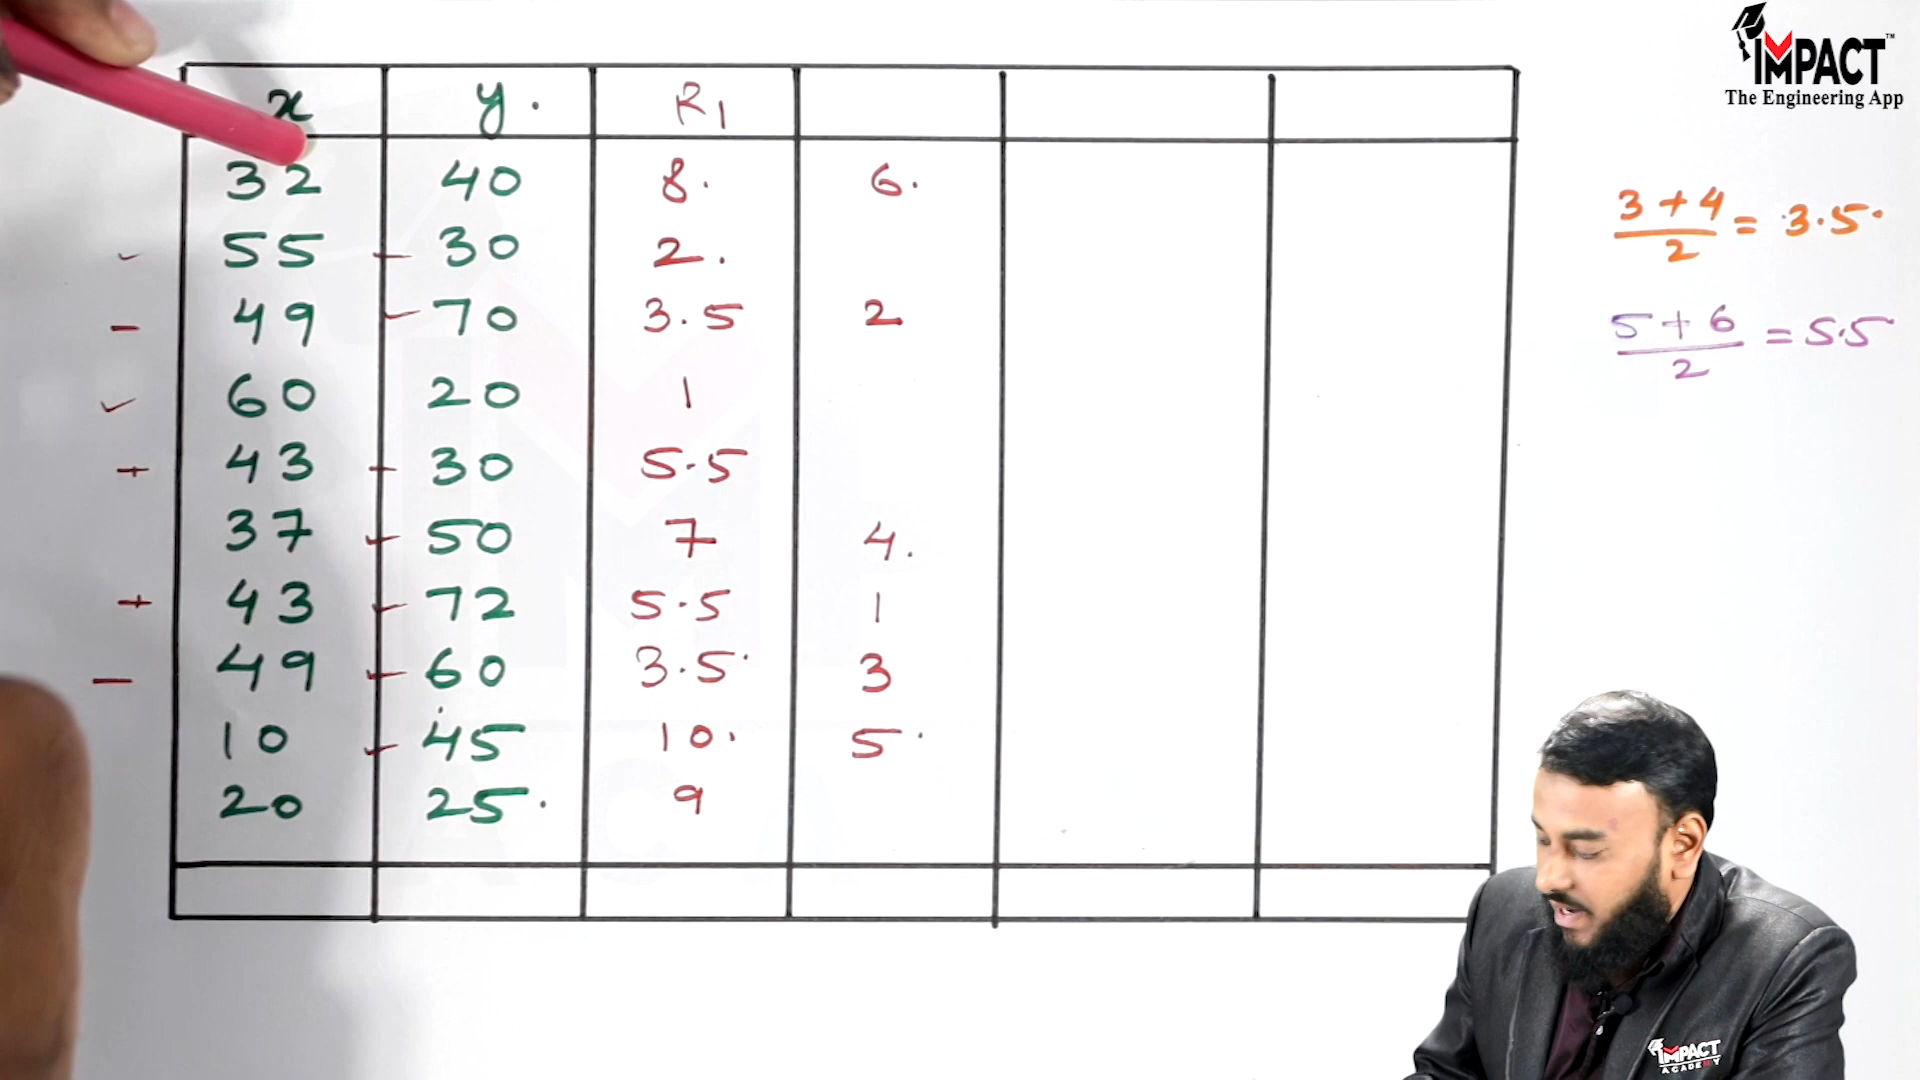 IMPACT™
The Engineering App
x y. R1
32 40 8. 6.
55 30 2.
49 70 3.5 2
60 20 1
43 30 5.5
37 50 7 4.
43 72 5.5 1
49 60 3.5 3
10 45 10. 5
20 25. 9
3+4/2 = 3.5
5+6/2 = 5.5
IMPACT
ACADEMY